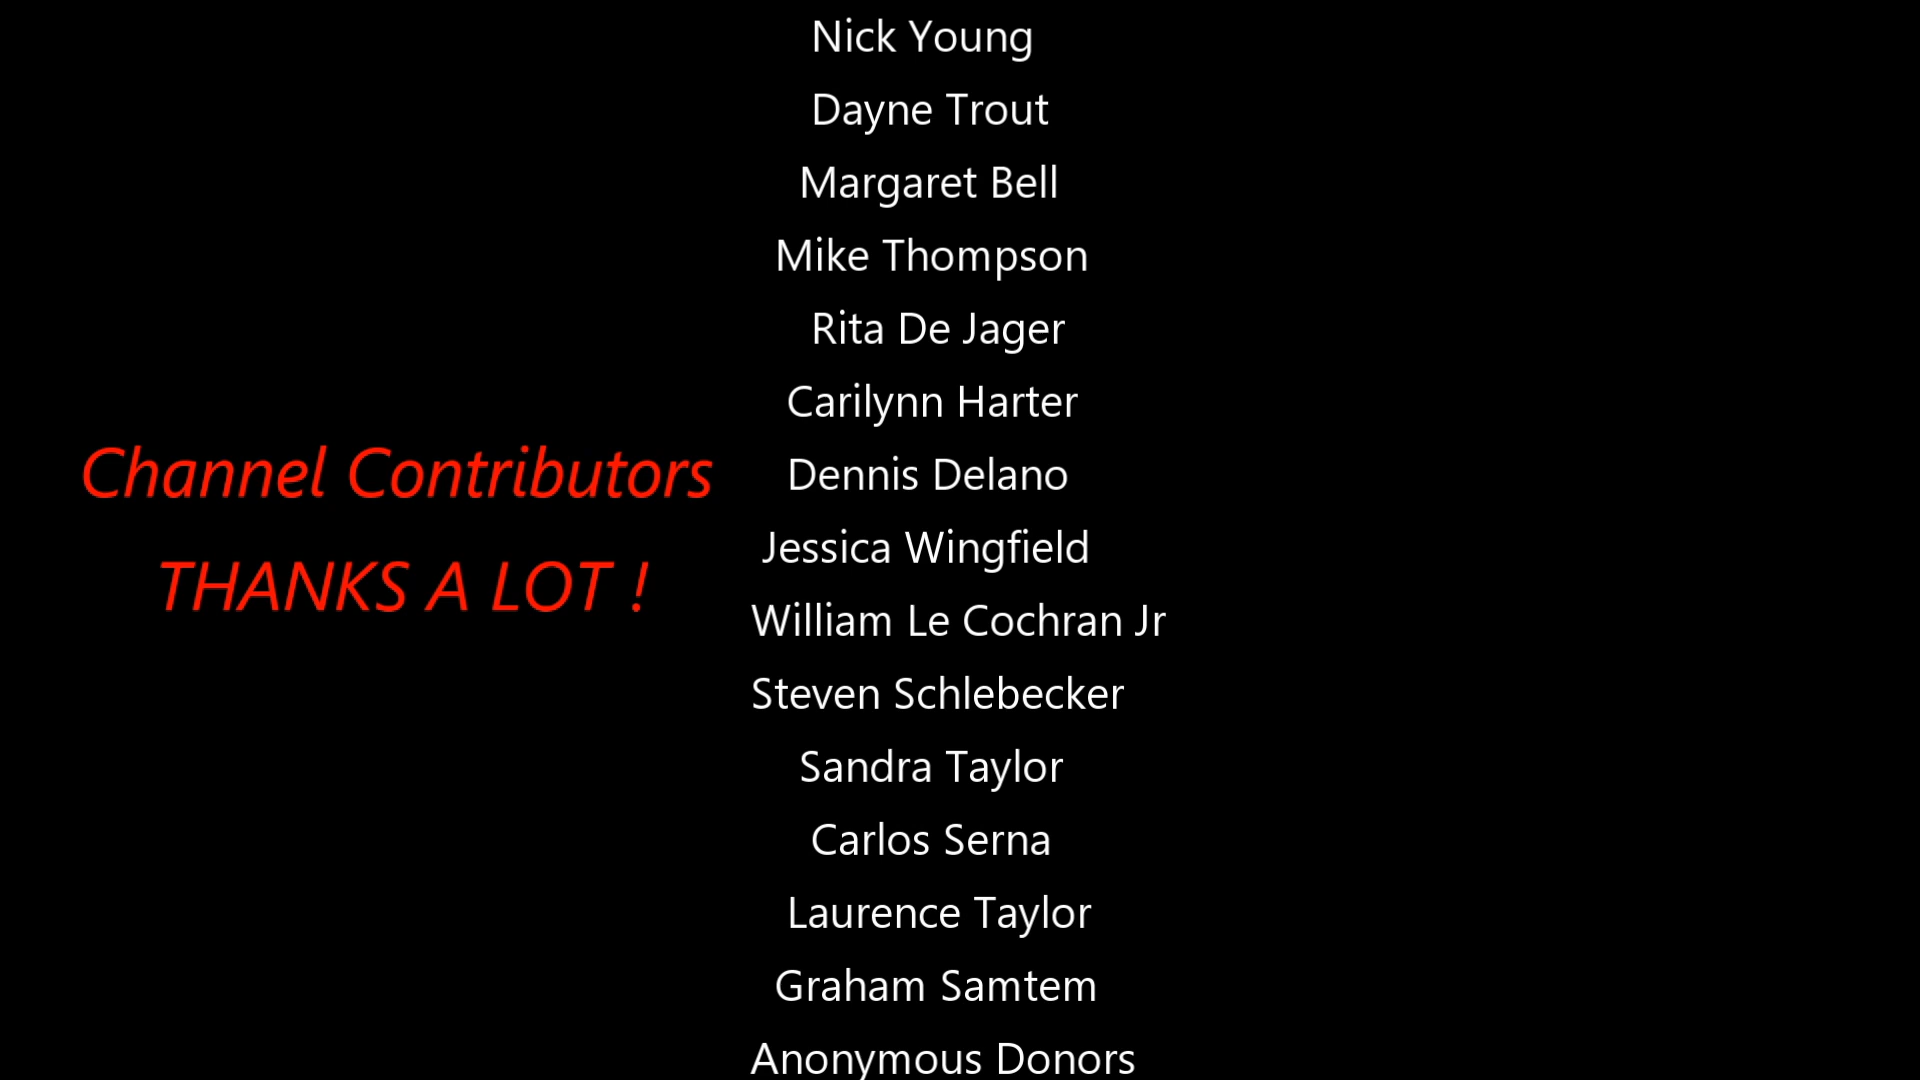 Channel Contributors
THANKS A LOT !
Nick Young
Dayne Trout
Margaret Bell
Mike Thompson
Rita De Jager
Carilynn Harter
Dennis Delano
Jessica Wingfield
William Le Cochran Jr
Steven Schlebecker
Sandra Taylor
Carlos Serna
Laurence Taylor
Graham Samtem
Anonymous Donors